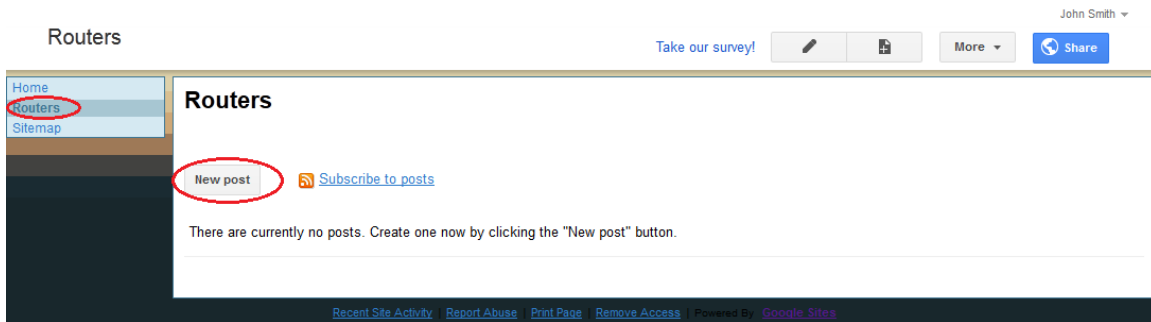 John Smith
Routers
Take our survey! More Share
Home
Routers
Sitemap
Routers
New post Subscribe to posts
There are currently no posts. Create one now by clicking the "New post" button.
Recent Site Activity | Report Abuse | Print Page | Remove Access | Powered By Google Sites